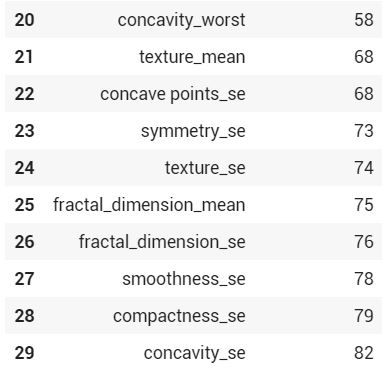 20 concavity_worst 58
21 texture_mean 68
22 concave points_se 68
23 symmetry_se 73
24 texture_se 74
25 fractal_dimension_mean 75
26 fractal_dimension_se 76
27 smoothness_se 78
28 compactness_se 79
29 concavity_se 82